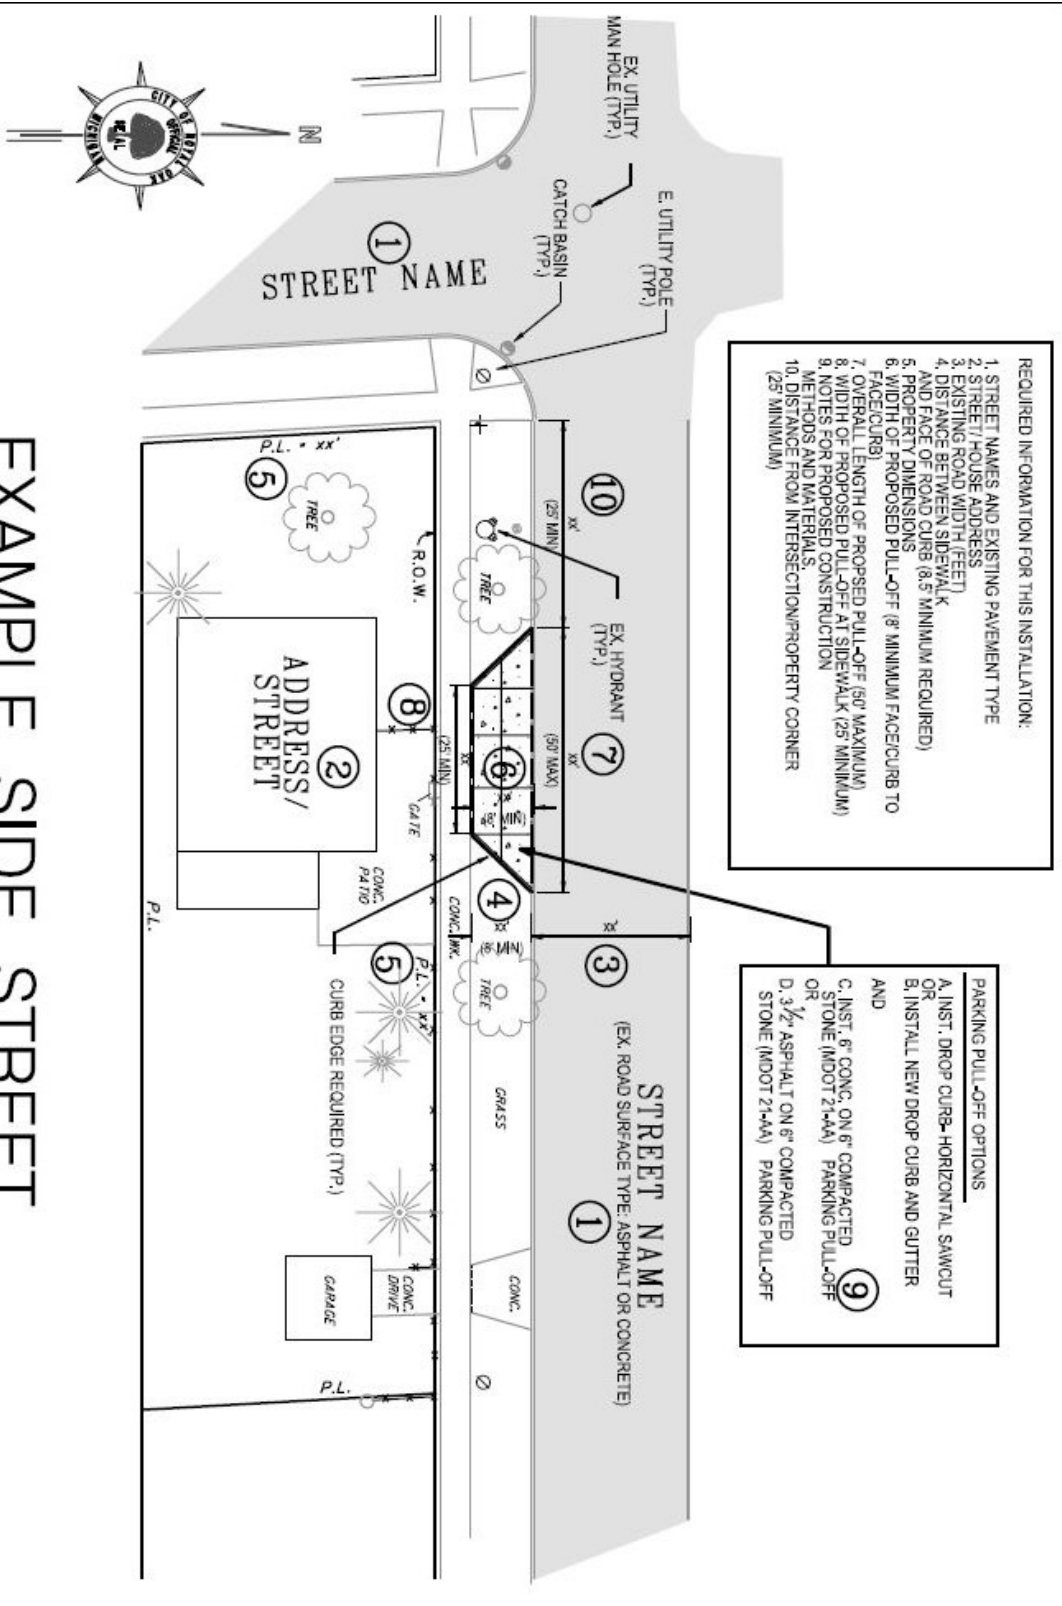 REQUIRED INFORMATION FOR THIS INSTALLATION:
1. STREET NAMES AND EXISTING PAVEMENT TYPE
2. STREET/ HOUSE ADDRESS
3. EXISTING ROAD WIDTH (FEET)
4. DISTANCE BETWEEN SIDEWALK
AND FACE OF ROAD CURB (8.5' MINIMUM REQUIRED)
5. PROPERTY DIMENSIONS
6. WIDTH OF PROPOSED PULL-OFF (8' MINIMUM FACE/CURB TO
FACE/CURB)
7. OVERALL LENGTH OF PROPSED PULL-OFF (50' MAXIMUM)
8. WIDTH OF PROPOSED PULL-OFF AT SIDEWALK (25' MINIMUM)
9. NOTES FOR PROPOSED CONSTRUCTION
METHODS AND MATERIALS.
10. DISTANCE FROM INTERSECTION/PROPERTY CORNER
(25' MINIMUM)
PARKING PULL-OFF OPTIONS
A. INST. DROP CURB- HORIZONTAL SAWCUT
OR
B. INSTALL NEW DROP CURB AND GUTTER
AND
C. INST. 6" CONC. ON 6" COMPACTED
STONE (MDOT 21-AA) PARKING PULL-OFF
OR
D. 3½" ASPHALT ON 6" COMPACTED
STONE (MDOT 21-AA) PARKING PULL-OFF
9
EX. UTILITY
MAN HOLE (TYP.)
E. UTILITY POLE
(TYP.)
CATCH BASIN
(TYP.)
1
STREET NAME
10
xx'
(25' MIN)
EX. HYDRANT
(TYP.)
7
xx'
(50' MAX)
3
xx'
STREET NAME
(EX. ROAD SURFACE TYPE: ASPHALT OR CONCRETE)
1
TREE
6
xx
(8' MIN)
4
xx'
TREE
GRASS
CONC.
xx
(25' MIN)
CONC. WK.
P.L. - xx'
5
TREE
R.O.W.
8
GATE
ADDRESS/
STREET
2
CONC.
PATIO
5
P.L. - xx'
CURB EDGE REQUIRED (TYP.)
CONC.
DRIVE
GARAGE
P.L.
P.L.
N
CITY OF ROYAL OAK
OFFICIAL
SEAL
MICHIGAN
EXAMPLE SIDE STREET